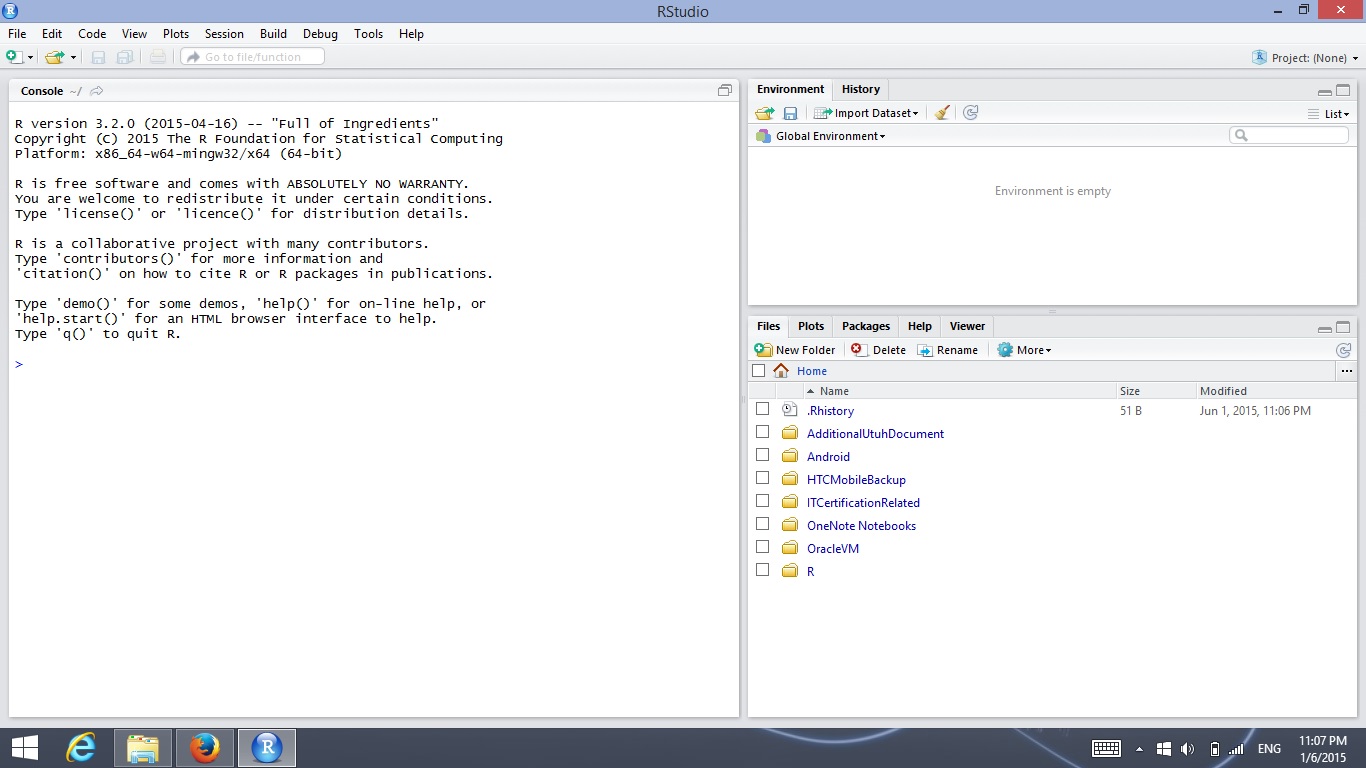 RStudio
File Edit Code View Plots Session Build Debug Tools Help
Go to file/function
Project: (None)
Console ~/
R version 3.2.0 (2015-04-16) -- "Full of Ingredients"
Copyright (C) 2015 The R Foundation for Statistical Computing
Platform: x86_64-w64-mingw32/x64 (64-bit)
R is free software and comes with ABSOLUTELY NO WARRANTY.
You are welcome to redistribute it under certain conditions.
Type 'license()' or 'licence()' for distribution details.
R is a collaborative project with many contributors.
Type 'contributors()' for more information and
'citation()' on how to cite R or R packages in publications.
Type 'demo()' for some demos, 'help()' for on-line help, or
'help.start()' for an HTML browser interface to help.
Type 'q()' to quit R.
>
Environment History
Import Dataset List
Global Environment
Environment is empty
Files Plots Packages Help Viewer
New Folder Delete Rename More
Home ...
Name Size Modified
.Rhistory 51 B Jun 1, 2015, 11:06 PM
AdditionalUtuhDocument
Android
HTCMobileBackup
ITCertificationRelated
OneNote Notebooks
OracleVM
R
ENG
11:07 PM
1/6/2015